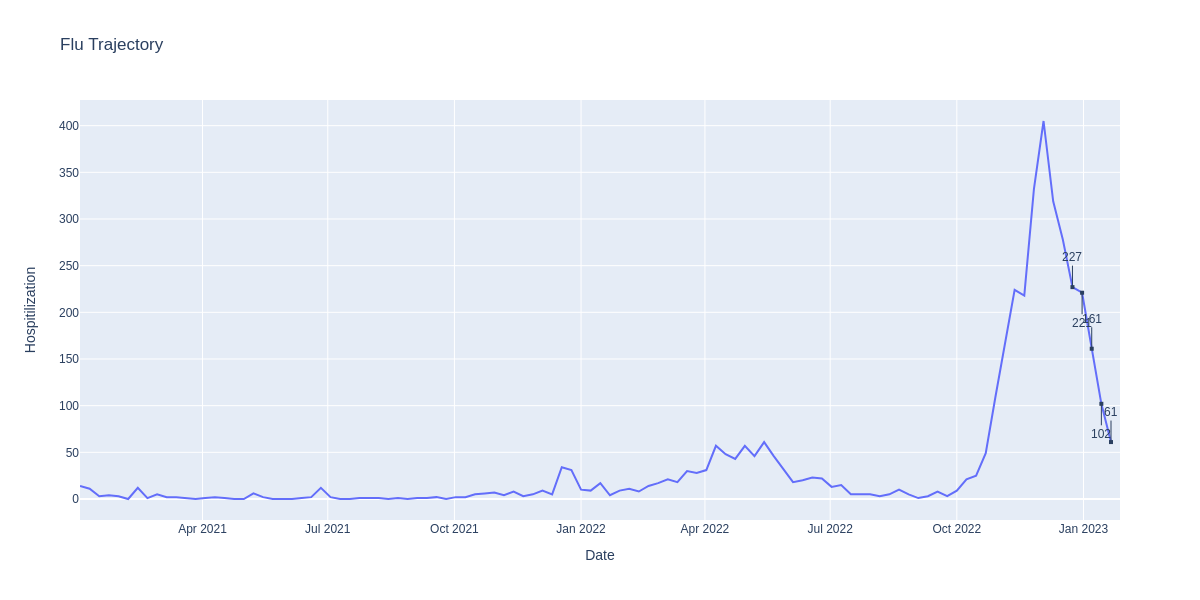 Flu Trajectory
400
350
300
250
200
150
100
50
0
Hospitilization
227
221
161
102
61
Apr 2021
Jul 2021
Oct 2021
Jan 2022
Apr 2022
Jul 2022
Oct 2022
Jan 2023
Date